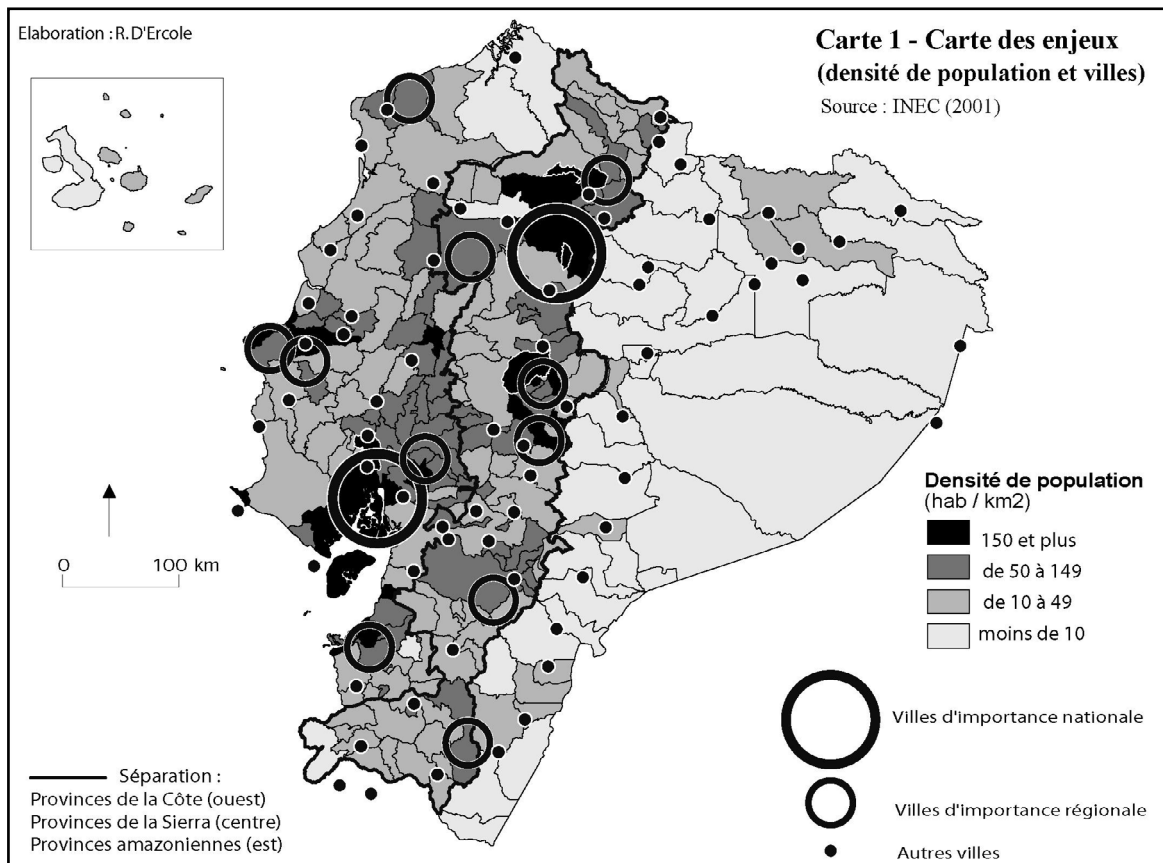 Elaboration : R.D'Ercole
Carte 1 - Carte des enjeux
(densité de population et villes)
Source : INEC (2001)
0 100 km
Densité de population
(hab / km2)
150 et plus
de 50 à 149
de 10 à 49
moins de 10
Villes d'importance nationale
Villes d'importance régionale
Autres villes
Séparation :
Provinces de la Côte (ouest)
Provinces de la Sierra (centre)
Provinces amazoniennes (est)